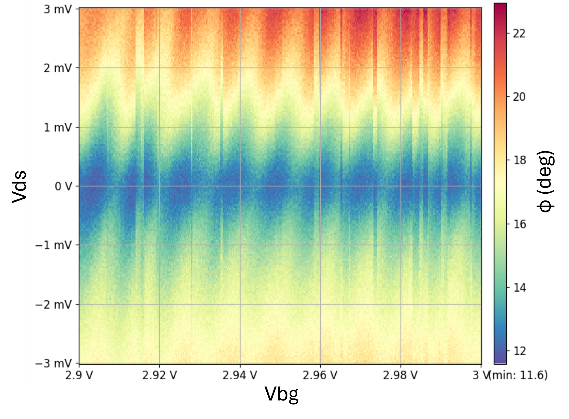 3 mV
2 mV
1 mV
0 V
−1 mV
−2 mV
−3 mV
Vds
2.9 V
2.92 V
2.94 V
2.96 V
2.98 V
3 V
(min: 11.6)
Vbg
22
20
18
16
14
12
ϕ (deg)